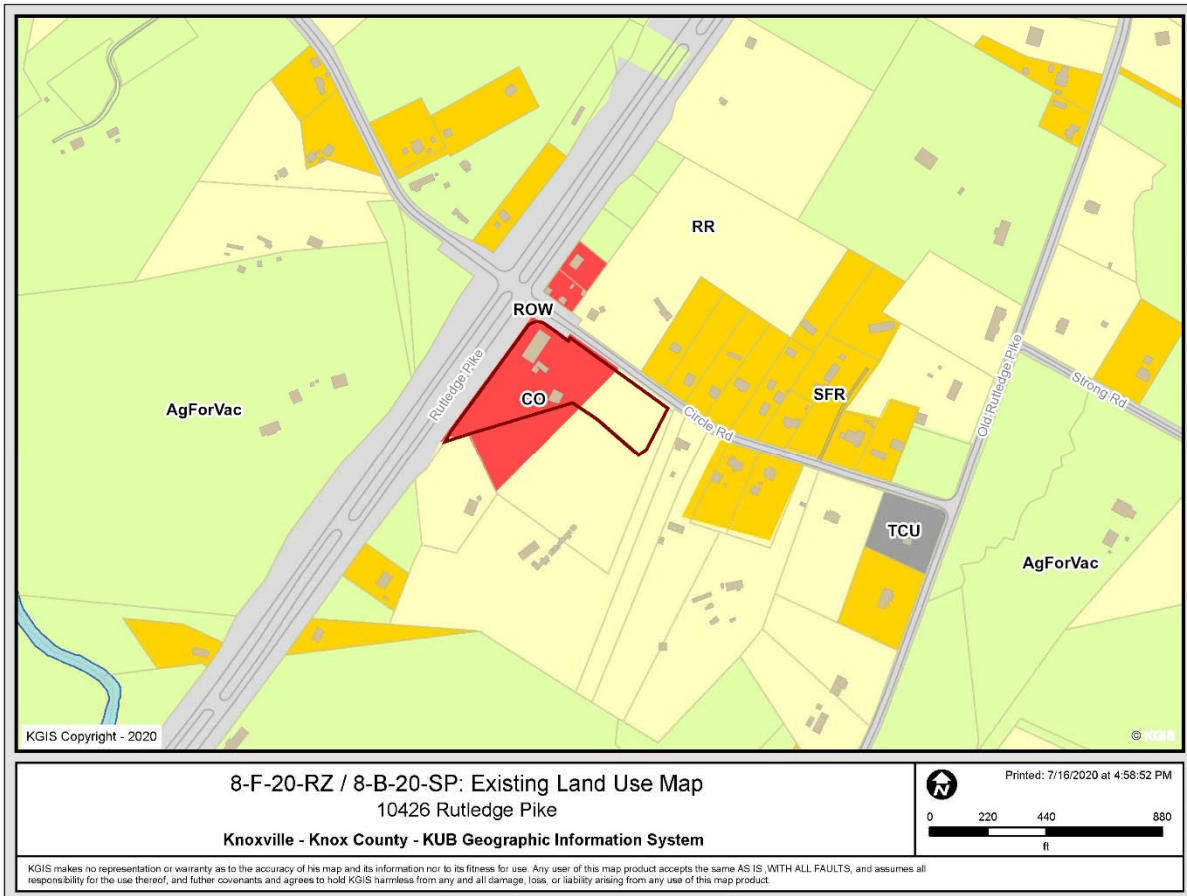 RR
ROW
Rutledge Pike
AgForVac
CO
SFR
Circle Rd
Old Rutledge Pike
Strong Rd
TCU
AgForVac
KGIS Copyright - 2020
© KGIS
8-F-20-RZ / 8-B-20-SP: Existing Land Use Map
10426 Rutledge Pike
Knoxville - Knox County - KUB Geographic Information System
N
Printed: 7/16/2020 at 4:58:52 PM
0 220 440 880
ft
KGIS makes no representation or warranty as to the accuracy of his map and its information nor to its fitness for use. Any user of this map product accepts the same AS IS ,WITH ALL FAULTS, and assumes all
responsibility for the use thereof, and futher covenants and agrees to hold KGIS harmless from any and all damage, loss, or liability arising from any use of this map product.